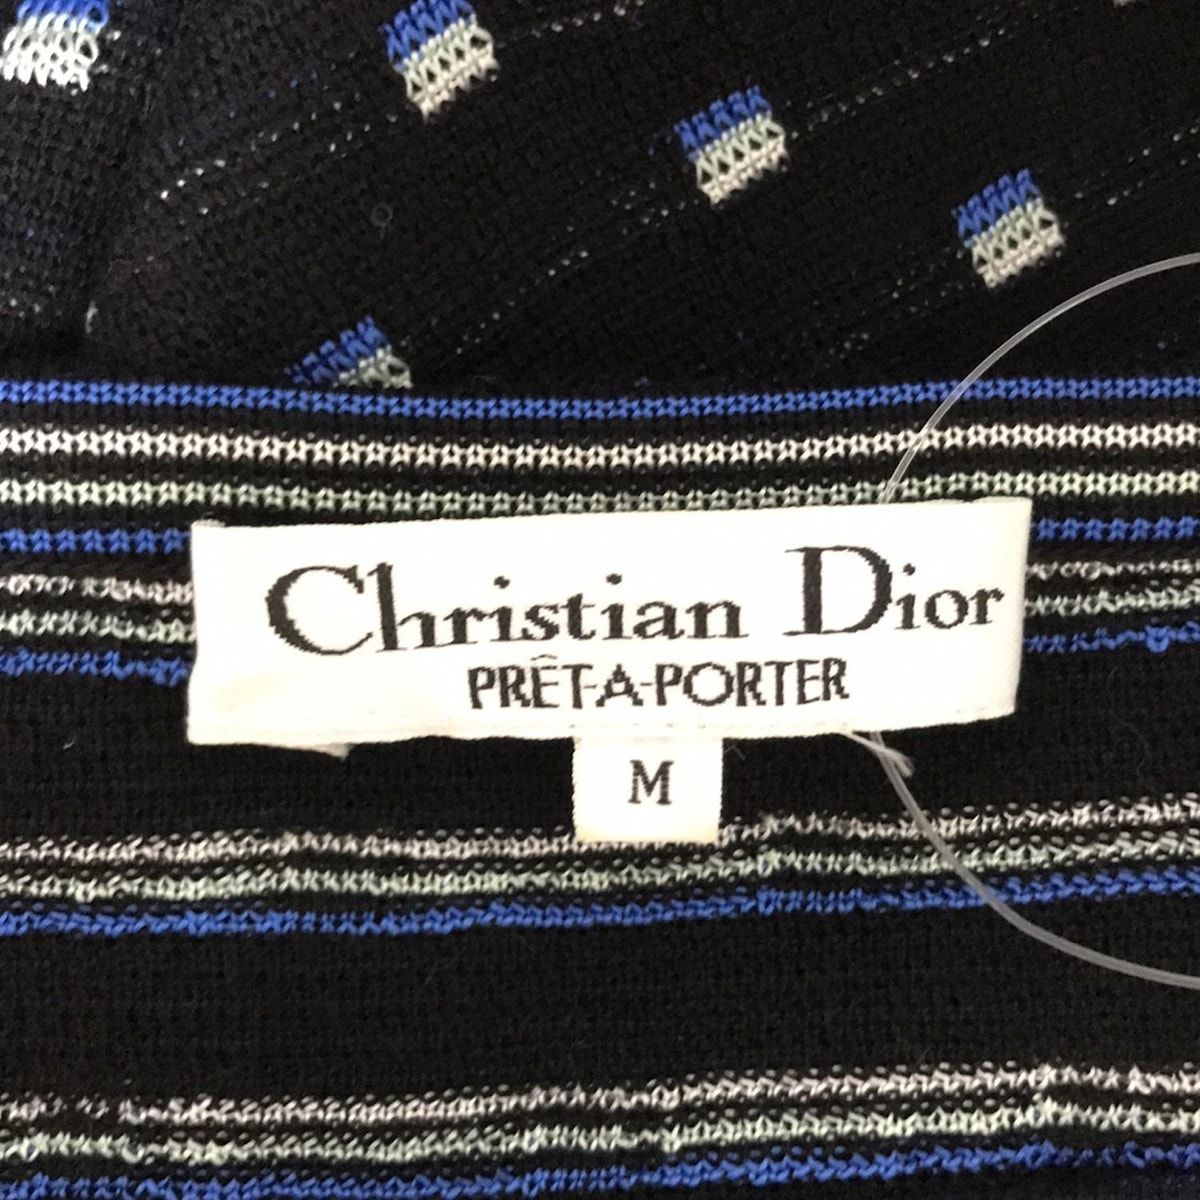 Christian Dior
PRÊT-A-PORTER
M